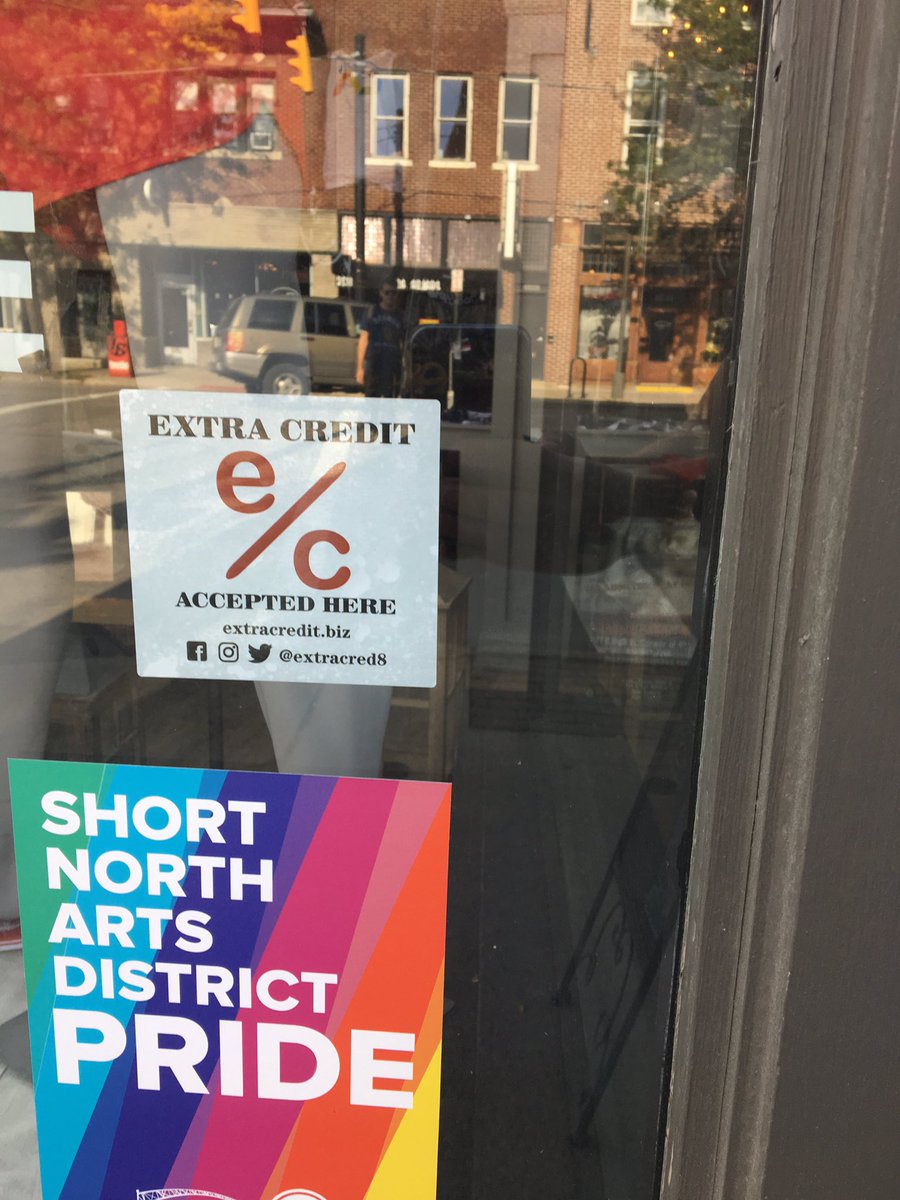 EXTRA CREDIT
e/c
ACCEPTED HERE
extracredit.biz
@extracred8
SHORT
NORTH
ARTS
DISTRICT
PRIDE